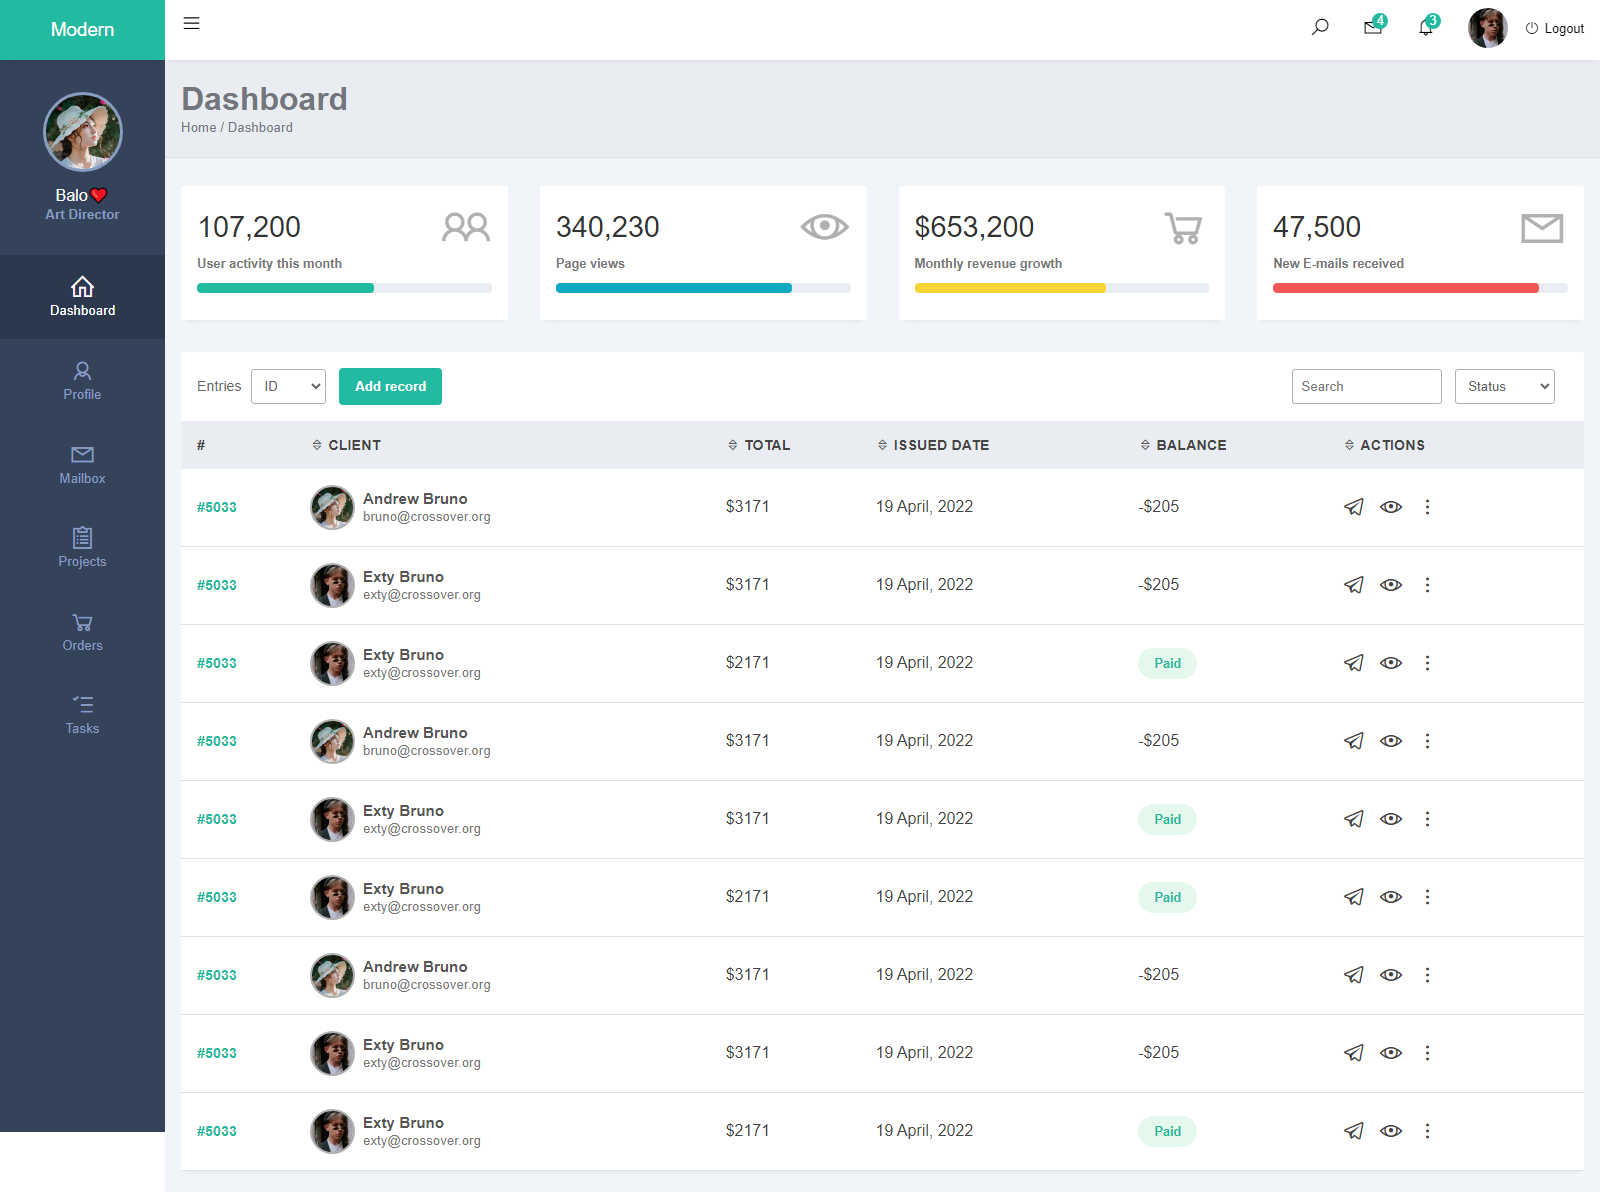 Modern
4
3
Logout
Balo❤️
Art Director
Dashboard
Profile
Mailbox
Projects
Orders
Tasks
Dashboard
Home / Dashboard
107,200
User activity this month
340,230
Page views
$653,200
Monthly revenue growth
47,500
New E-mails received
Entries ID Add record Search Status
# CLIENT TOTAL ISSUED DATE BALANCE ACTIONS
#5033 Andrew Bruno $3171 19 April, 2022 -$205
bruno@crossover.org
#5033 Exty Bruno $3171 19 April, 2022 -$205
exty@crossover.org
#5033 Exty Bruno $2171 19 April, 2022 Paid
exty@crossover.org
#5033 Andrew Bruno $3171 19 April, 2022 -$205
bruno@crossover.org
#5033 Exty Bruno $3171 19 April, 2022 Paid
exty@crossover.org
#5033 Exty Bruno $2171 19 April, 2022 Paid
exty@crossover.org
#5033 Andrew Bruno $3171 19 April, 2022 -$205
bruno@crossover.org
#5033 Exty Bruno $3171 19 April, 2022 -$205
exty@crossover.org
#5033 Exty Bruno $2171 19 April, 2022 Paid
exty@crossover.org